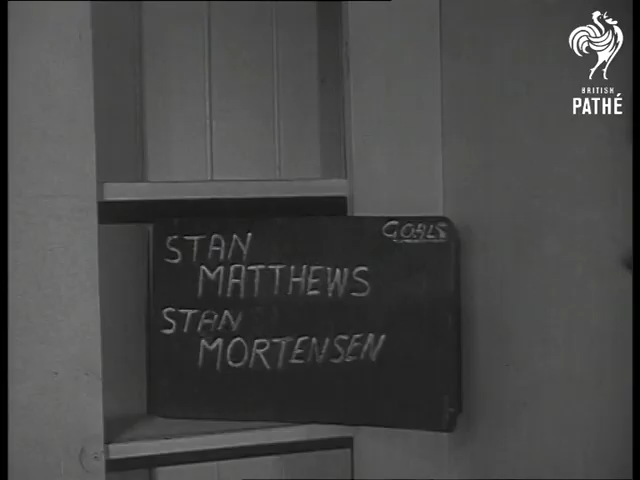 BRITISH
PATHÉ
GOALS
STAN
MATTHEWS
STAN
MORTENSEN